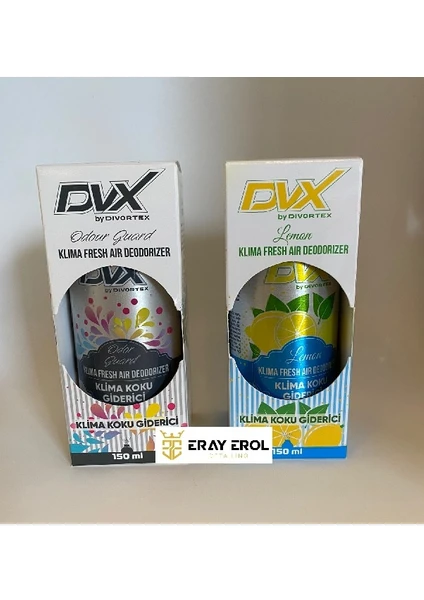 DVX
by DIVORTEX
Odour Guard
KLIMA FRESH AIR DEODORIZER
DVX
by DIVORTEX
Odor
Guard
KLIMA FRESH AIR DEODORIZER
KLİMA KOKU
GİDERİCİ
KLİMA KOKU GİDERİCİ
150 ml
DVX
by DIVORTEX
Lemon
KLIMA FRESH AIR DEODORIZER
DVX
by DIVORTEX
Lemon
KLIMA FRESH AIR
KLİMA KOKU
GİDERİCİ
KLİMA KOKU GİDERİCİ
150 ml
ERAY EROL